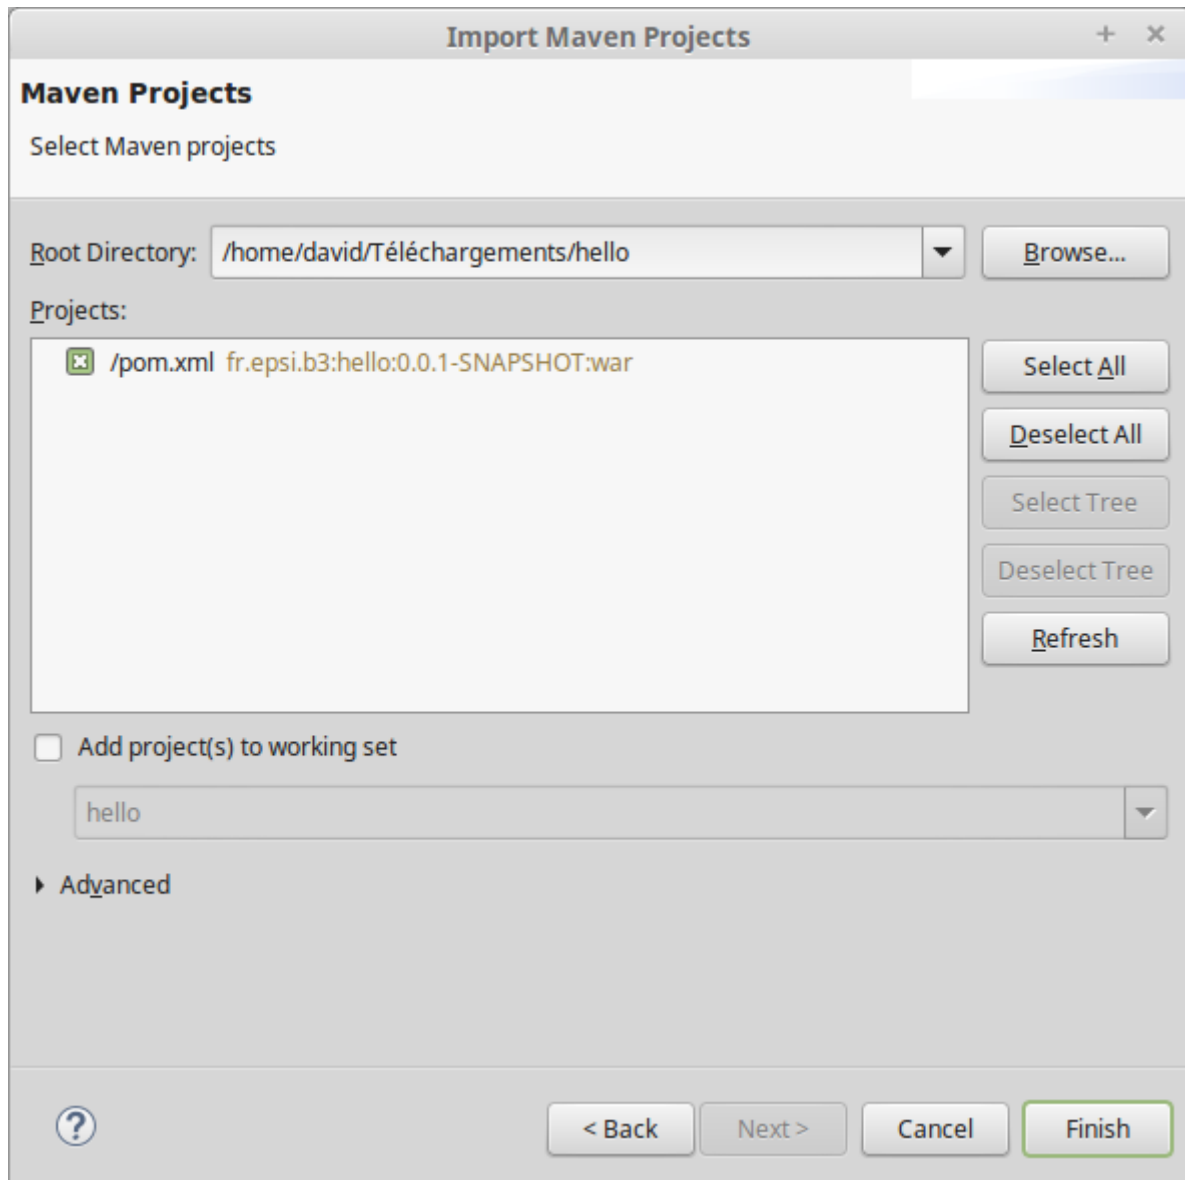 Import Maven Projects
Maven Projects
Select Maven projects
Root Directory: /home/david/Téléchargements/hello Browse...
Projects:
/pom.xml fr.epsi.b3:hello:0.0.1-SNAPSHOT:war
Select All
Deselect All
Select Tree
Deselect Tree
Refresh
Add project(s) to working set
hello
Advanced
? < Back Next > Cancel Finish